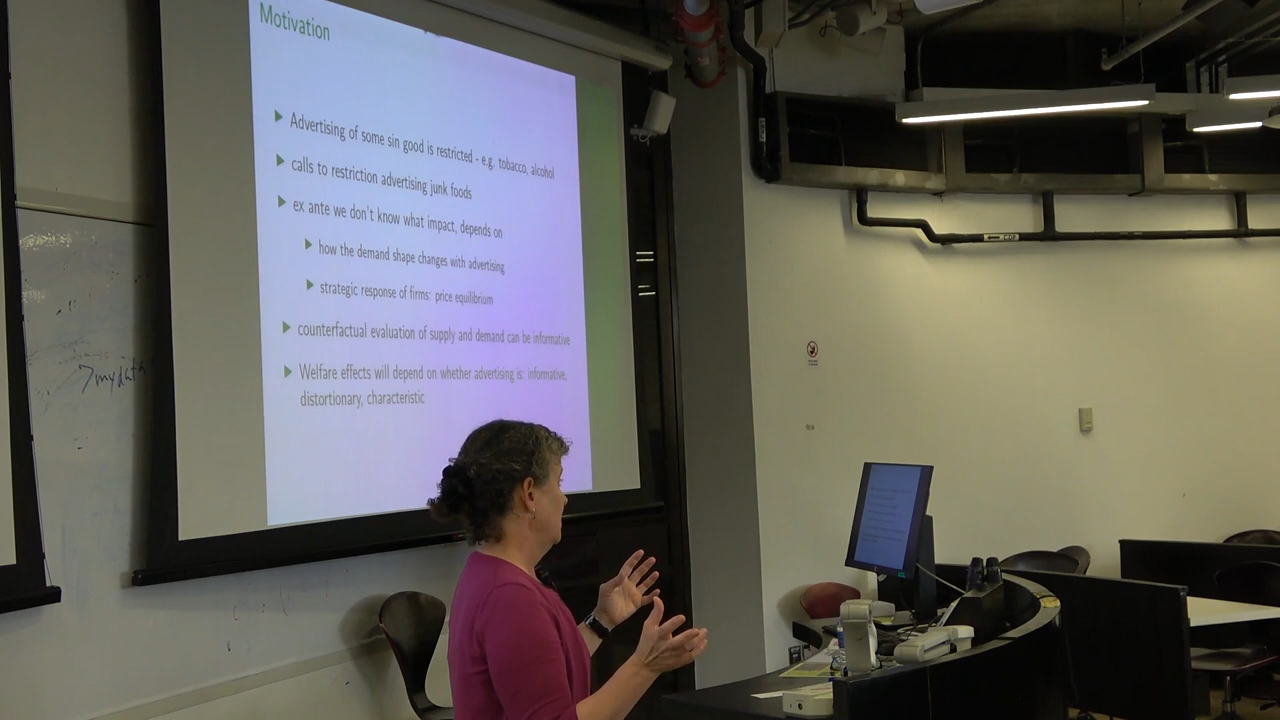 Motivation
Advertising of some sin good is restricted - e.g. tobacco, alcohol
calls to restriction advertising junk foods
ex ante we don't know what impact, depends on
how the demand shape changes with advertising
strategic response of firms: price equilibrium
counterfactual evaluation of supply and demand can be informative
Welfare effects will depend on whether advertising is: informative,
distortionary, characteristic
mydata